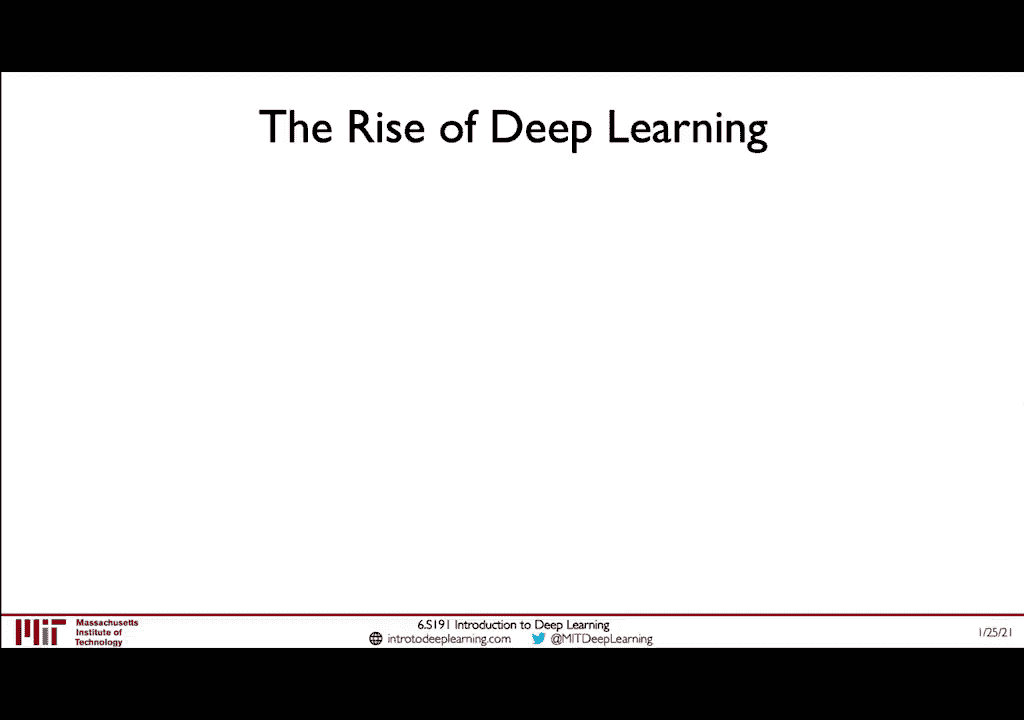 The Rise of Deep Learning
Massachusetts
Institute of
Technology
6.S191 Introduction to Deep Learning
introtodeeplearning.com @MITDeepLearning
1/25/21